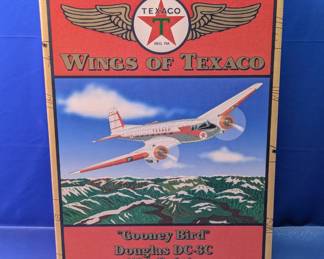 TEXACO
T
WINGS OF TEXACO
TEXACO
"Gooney Bird"
Douglas DC-3C